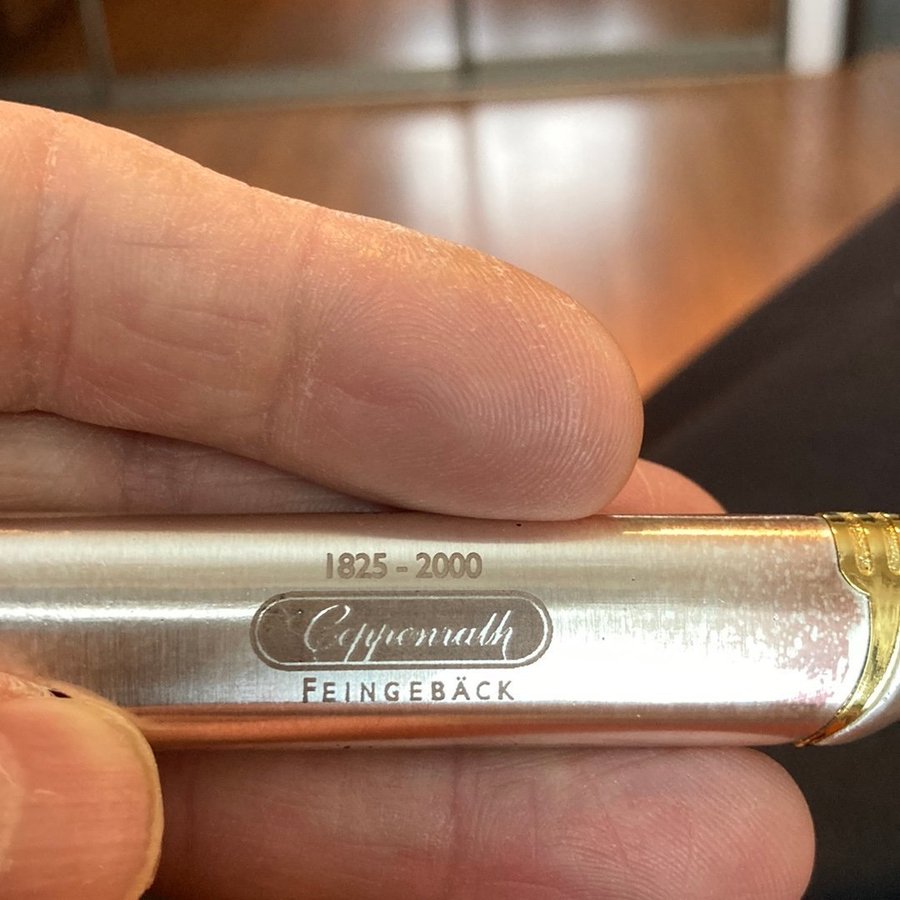 1825 - 2000
Coppenrath
FEINGEBÄCK